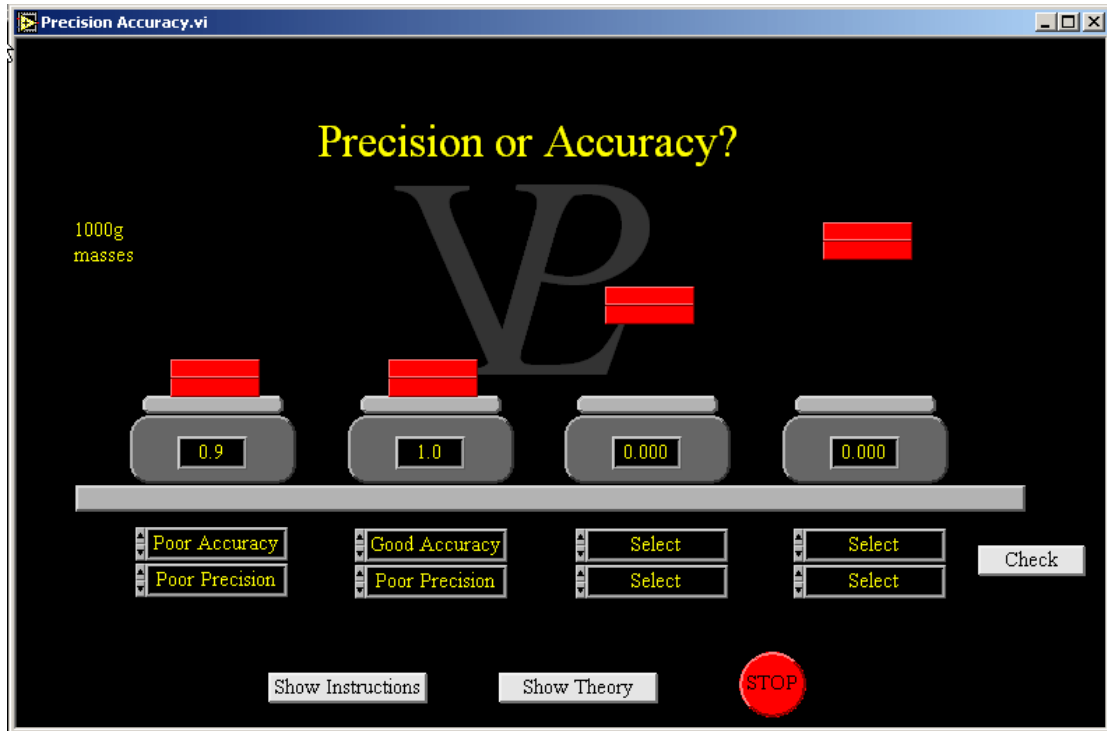 Precision Accuracy.vi
Precision or Accuracy?
VPL
1000g
masses
0.9 1.0 0.000 0.000
Poor Accuracy Good Accuracy Select Select
Poor Precision Poor Precision Select Select
Check
Show Instructions Show Theory STOP